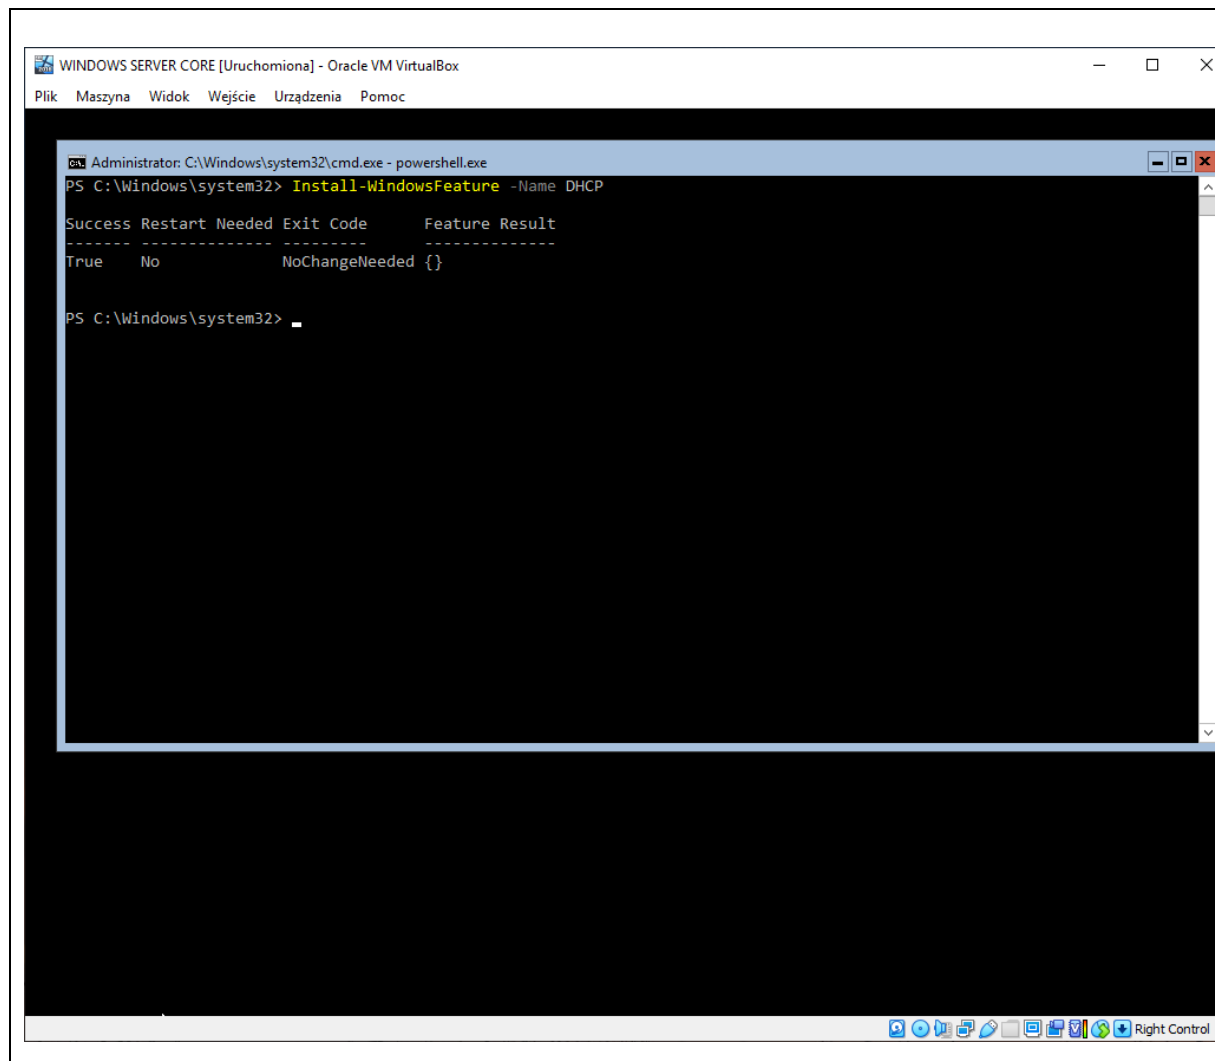 WINDOWS SERVER CORE [Uruchomiona] - Oracle VM VirtualBox
Plik Maszyna Widok Wejście Urządzenia Pomoc
Administrator: C:\Windows\system32\cmd.exe - powershell.exe
PS C:\Windows\system32> Install-WindowsFeature -Name DHCP
Success Restart Needed Exit Code      Feature Result
------- -------------- ---------      --------------
True    No             NoChangeNeeded {}
PS C:\Windows\system32>
Right Control